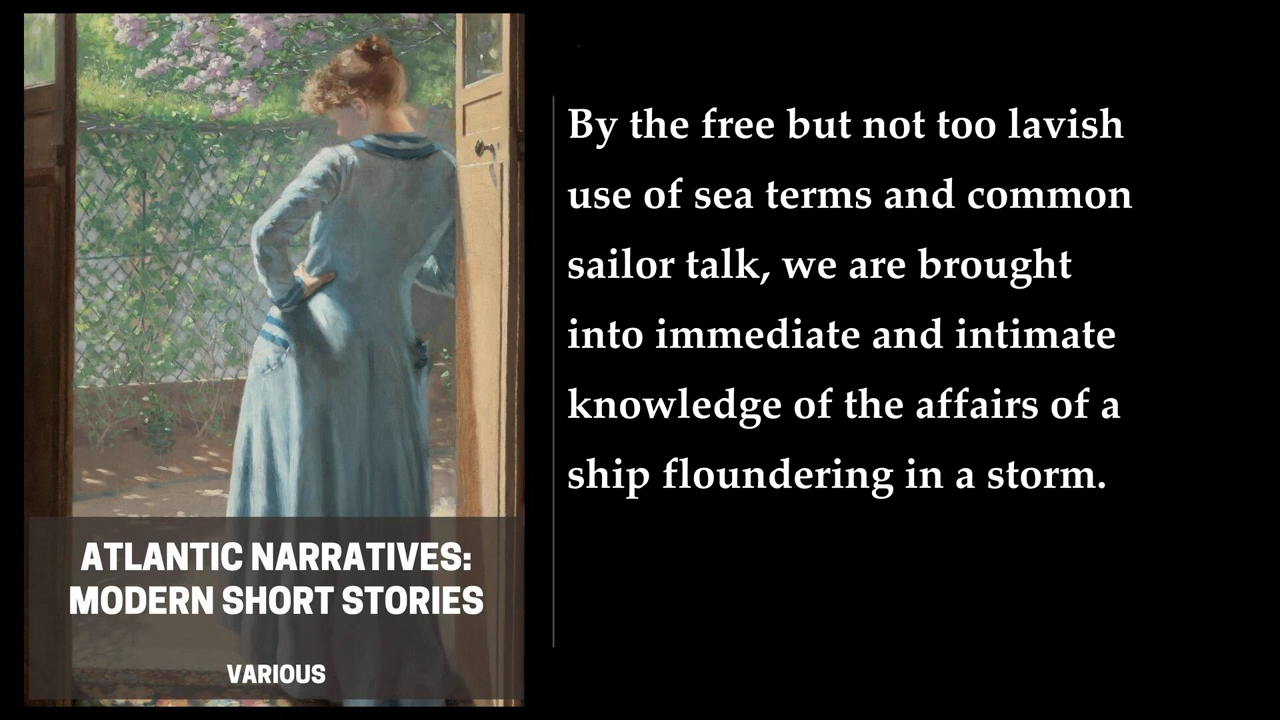 By the free but not too lavish
use of sea terms and common
sailor talk, we are brought
into immediate and intimate
knowledge of the affairs of a
ship floundering in a storm.
ATLANTIC NARRATIVES:
MODERN SHORT STORIES
VARIOUS